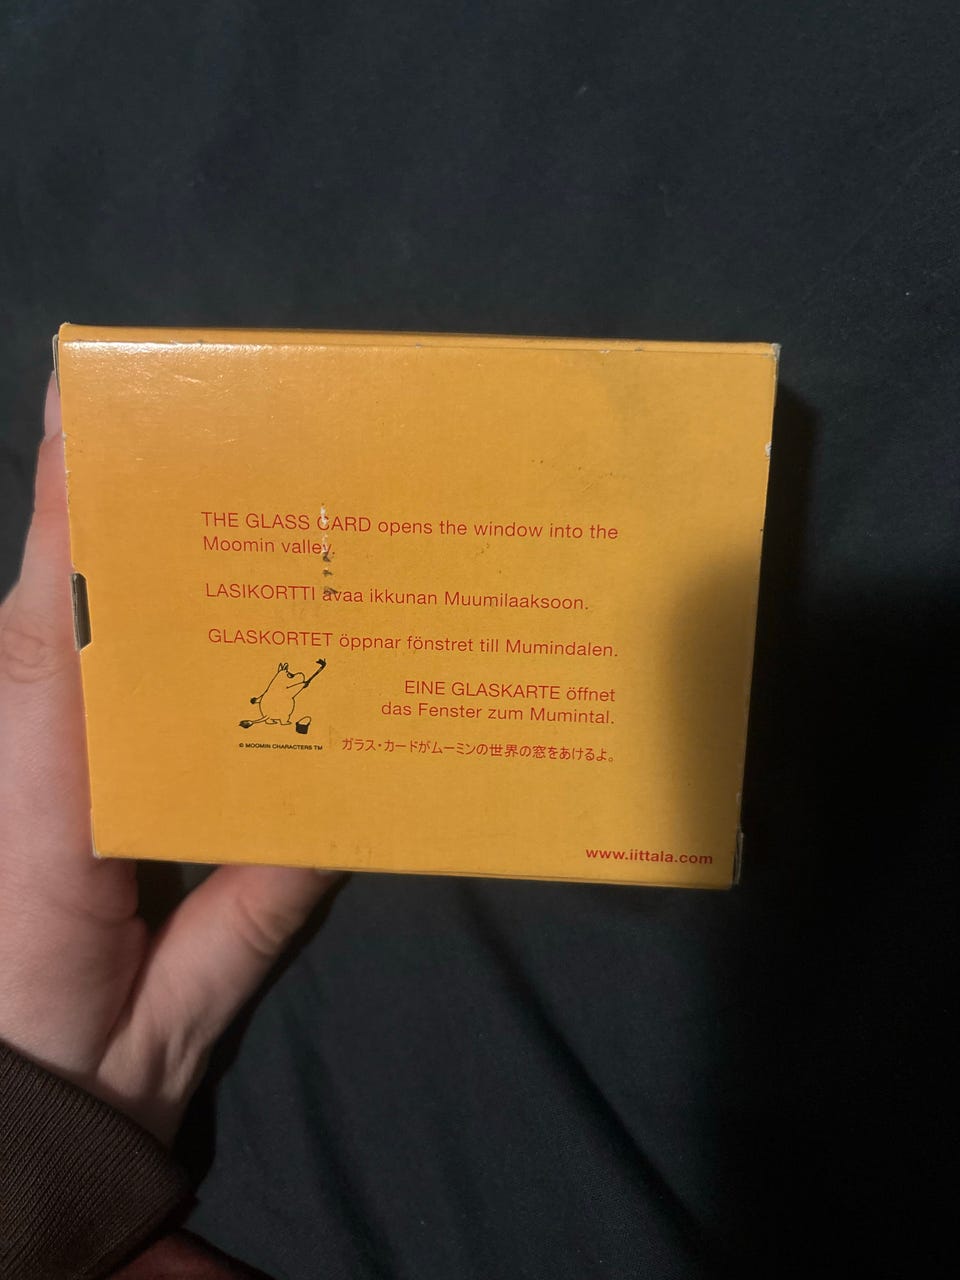 THE GLASS CARD opens the window into the
Moomin valley.
LASIKORTTI avaa ikkunan Muumilaaksoon.
GLASKORTET öppnar fönstret till Mumindalen.
EINE GLASKARTE öffnet
das Fenster zum Mumintal.
© MOOMIN CHARACTERS TM
ガラス・カードがムーミンの世界の窓をあけるよ。
www.iittala.com